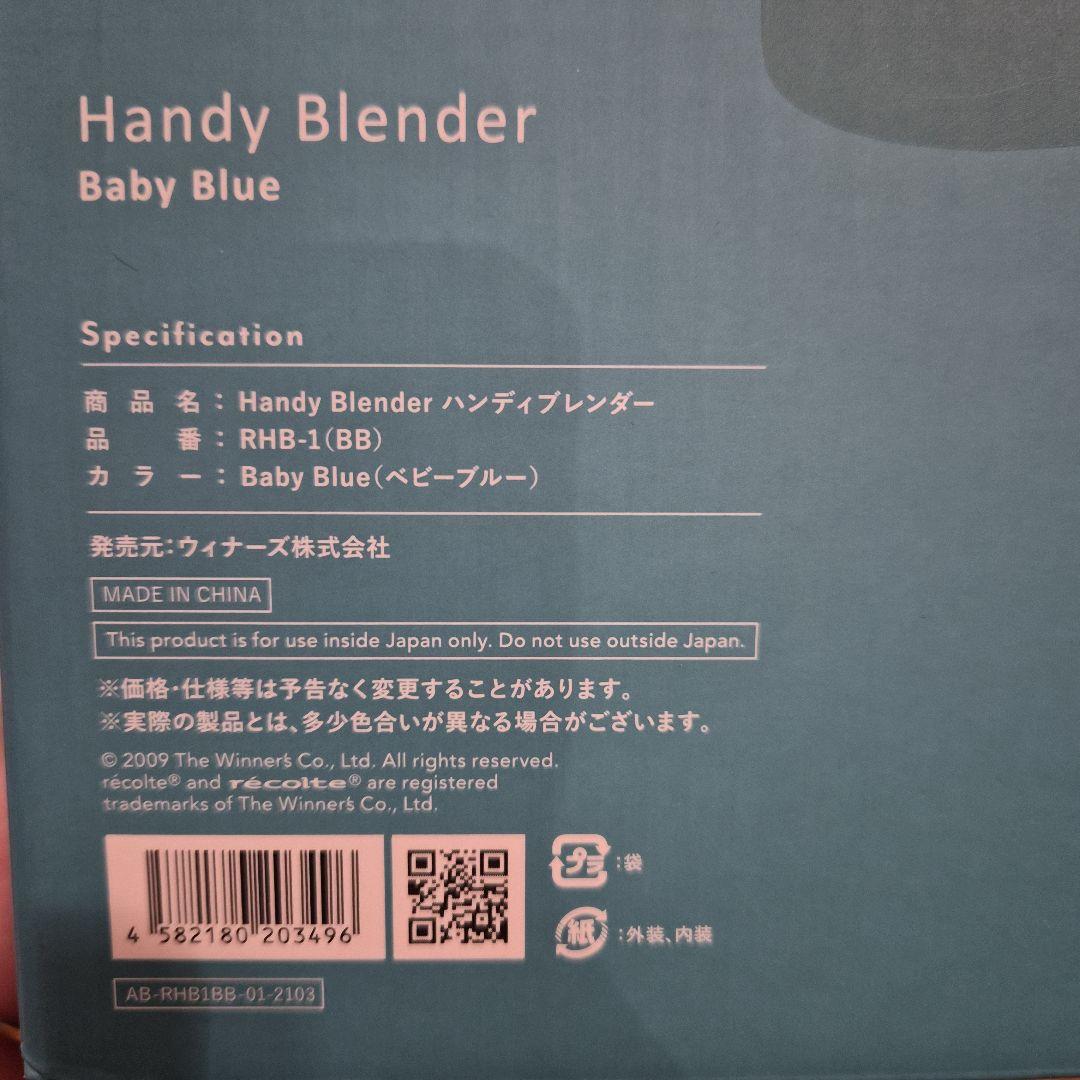 Handy Blender
Baby Blue
Specification
商品名：Handy Blender ハンディブレンダー
品番：RHB-1（BB）
カラー：Baby Blue（ベビーブルー）
発売元：ウィナーズ株式会社
MADE IN CHINA
This product is for use inside Japan only. Do not use outside Japan.
※価格・仕様等は予告なく変更することがあります。
※実際の製品とは、多少色合いが異なる場合がございます。
© 2009 The Winner's Co., Ltd. All rights reserved.
récolte® and récolte® are registered
trademarks of The Winner's Co., Ltd.
プラ：袋
紙：外装、内装
4 582180 203496
AB-RHB1BB-01-2103